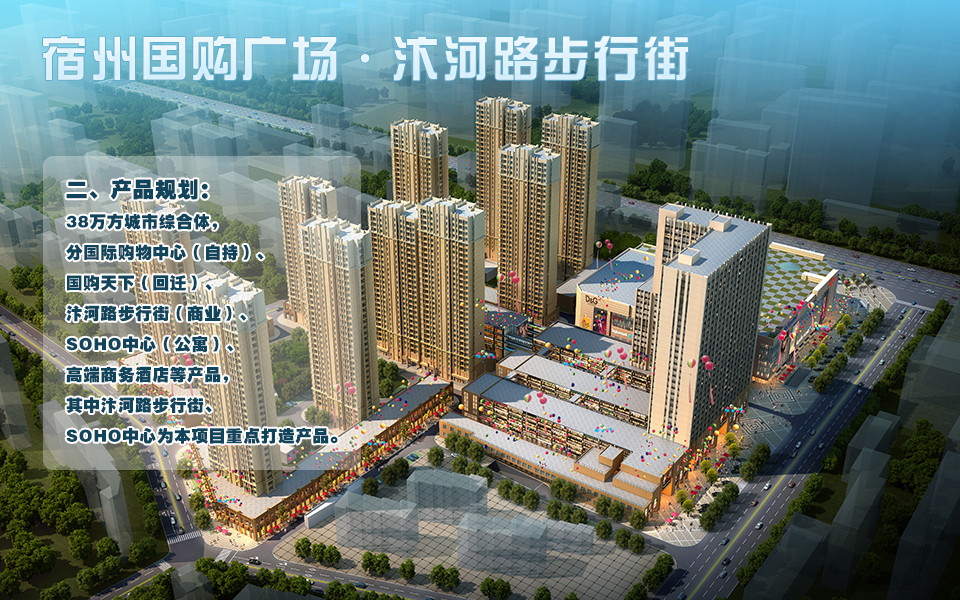 宿州国购广场·汴河路步行街
二、产品规划：
38万方城市综合体，
分国际购物中心（自持）、
国购天下（回迁）、
汴河路步行街（商业）、
SOHO中心（公寓）、
高端商务酒店等产品，
其中汴河路步行街、
SOHO中心为本项目重点打造产品。
D&G